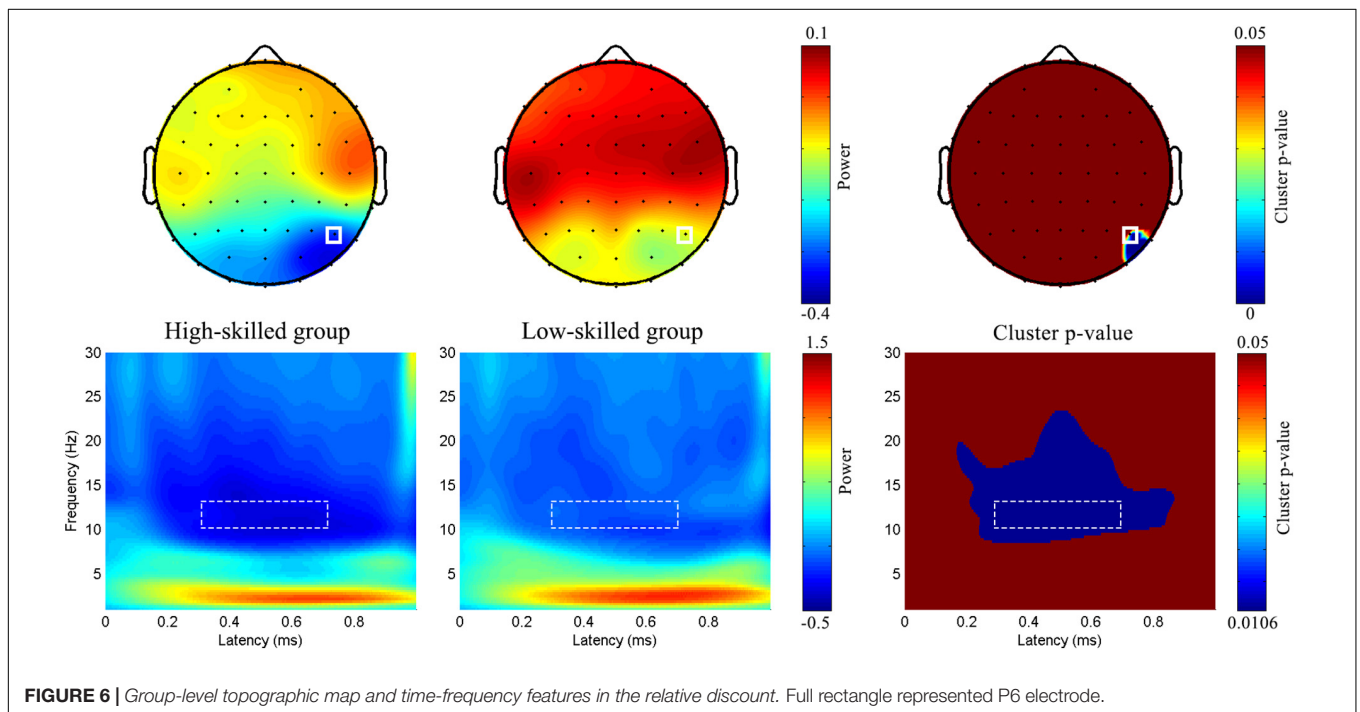 0.1
Power
-0.4
0.05
Cluster p-value
0
High-skilled group
Low-skilled group
Cluster p-value
30
25
20
15
10
5
Frequency (Hz)
0 0.2 0.4 0.6 0.8
Latency (ms)
30
25
20
15
10
5
0 0.2 0.4 0.6 0.8
Latency (ms)
1.5
Power
-0.5
30
25
20
15
10
5
0 0.2 0.4 0.6 0.8
Latency (ms)
0.05
Cluster p-value
0.0106
FIGURE 6 | Group-level topographic map and time-frequency features in the relative discount. Full rectangle represented P6 electrode.